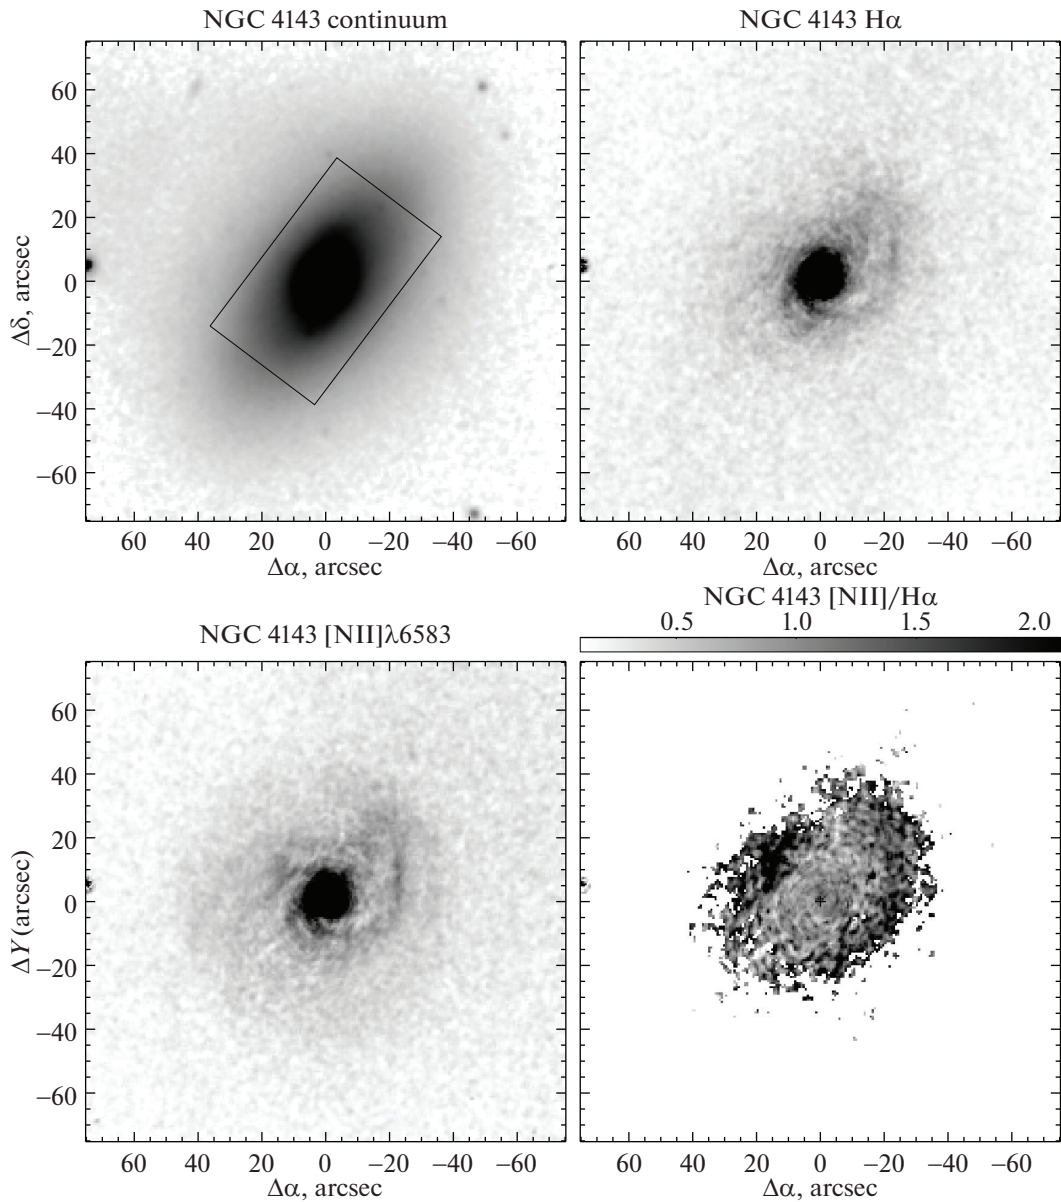 NGC 4143 continuum
NGC 4143 Hα
60
40
20
0
−20
−40
−60
Δδ, arcsec
60 40 20 0 −20 −40 −60
Δα, arcsec
60 40 20 0 −20 −40 −60
Δα, arcsec
NGC 4143 [NII]λ6583
NGC 4143 [NII]/Hα
0.5 1.0 1.5 2.0
60
40
20
0
−20
−40
−60
ΔY (arcsec)
60 40 20 0 −20 −40 −60
Δα, arcsec
60 40 20 0 −20 −40 −60
Δα, arcsec